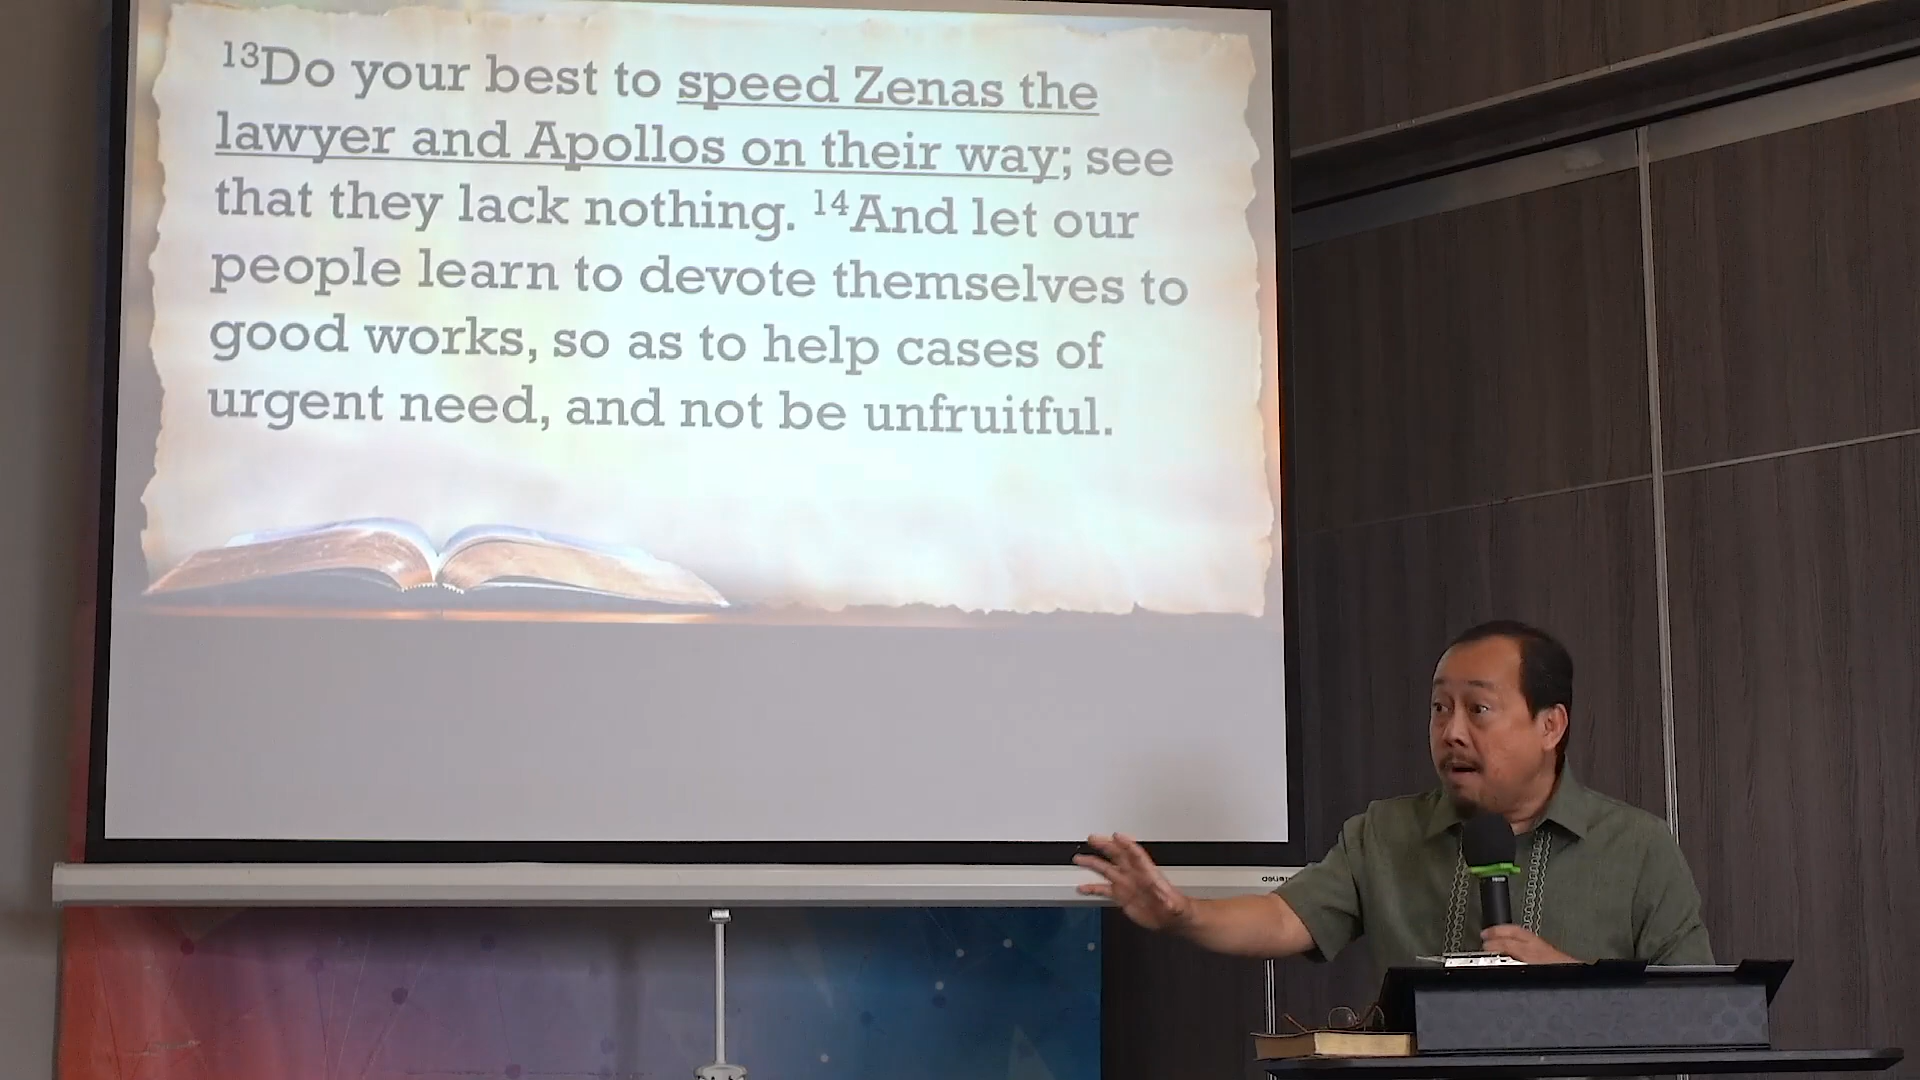 13Do your best to speed Zenas the
lawyer and Apollos on their way; see
that they lack nothing. 14And let our
people learn to devote themselves to
good works, so as to help cases of
urgent need, and not be unfruitful.